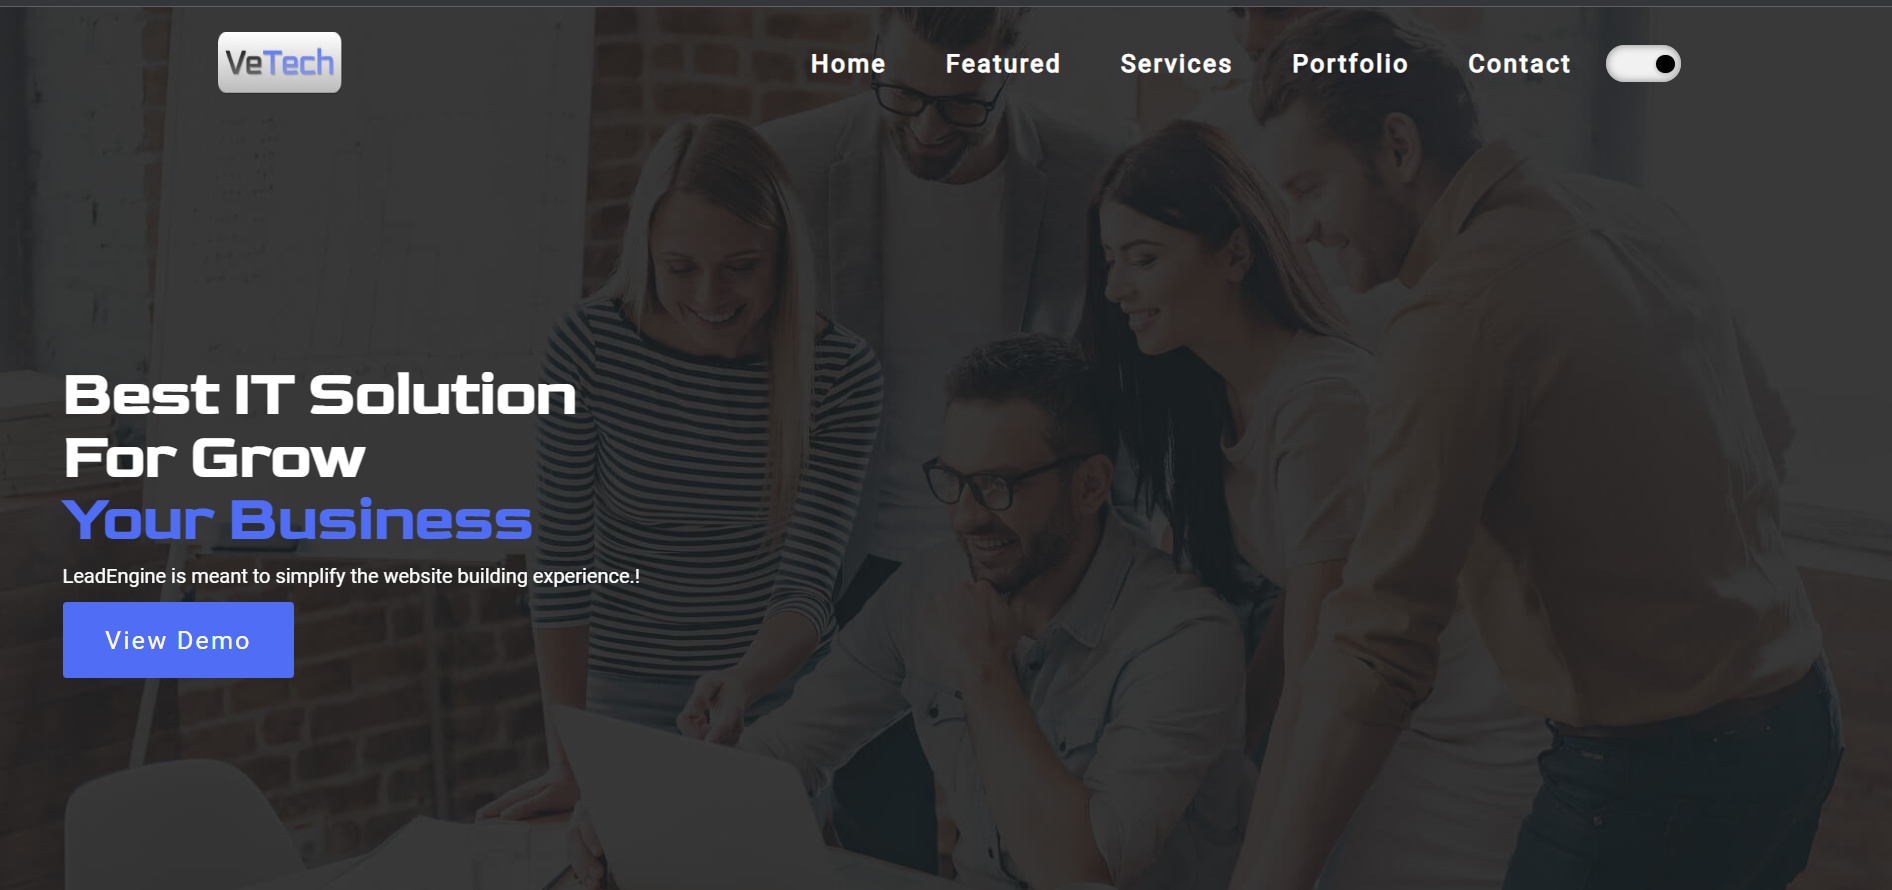 VeTech
Home Featured Services Portfolio Contact
Best IT Solution
For Grow
Your Business
LeadEngine is meant to simplify the website building experience.!
View Demo